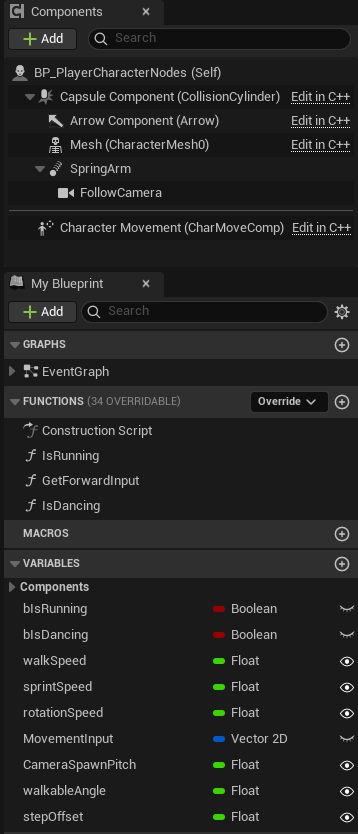 Components
Add
Search
BP_PlayerCharacterNodes (Self)
Capsule Component (CollisionCylinder) Edit in C++
Arrow Component (Arrow) Edit in C++
Mesh (CharacterMesh0) Edit in C++
SpringArm
FollowCamera
Character Movement (CharMoveComp) Edit in C++
My Blueprint
Add
Search
GRAPHS
EventGraph
FUNCTIONS (34 OVERRIDABLE) Override
Construction Script
IsRunning
GetForwardInput
IsDancing
MACROS
VARIABLES
Components
bIsRunning Boolean
bIsDancing Boolean
walkSpeed Float
sprintSpeed Float
rotationSpeed Float
MovementInput Vector 2D
CameraSpawnPitch Float
walkableAngle Float
stepOffset Float